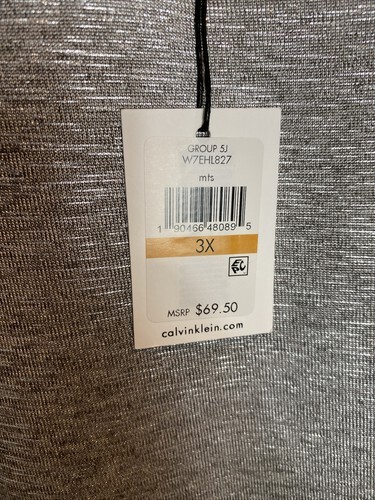 GROUP 5J
W7EHL827
mts
1 90466 48089 5
3X
MSRP $69.50
calvinklein.com